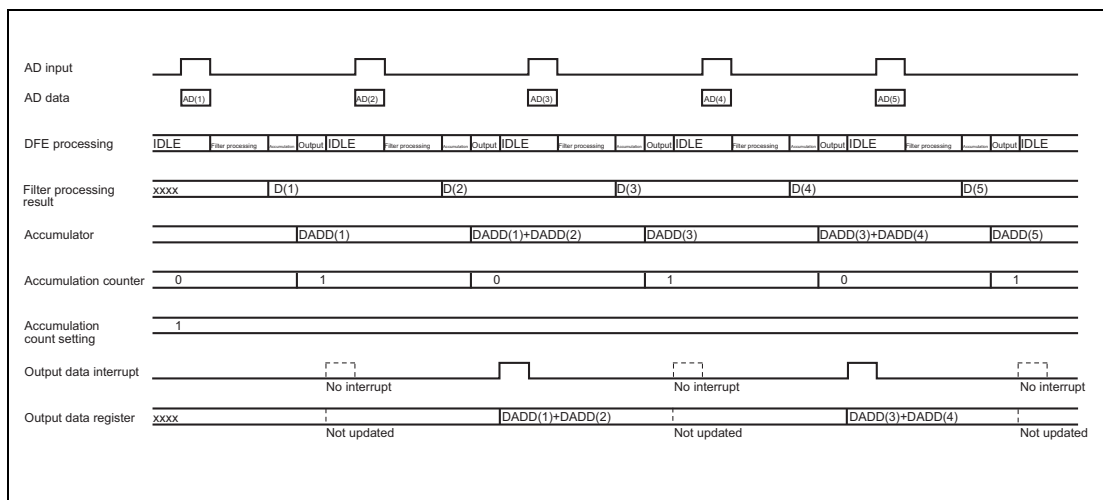 AD input
AD data AD(1) AD(2) AD(3) AD(4) AD(5)
DFE processing IDLE Filter processing Accumulation Output IDLE Filter processing Accumulation Output IDLE Filter processing Accumulation Output IDLE Filter processing Accumulation Output IDLE Filter processing Accumulation Output IDLE
Filter processing
result
xxxx D(1) D(2) D(3) D(4) D(5)
Accumulator DADD(1) DADD(1)+DADD(2) DADD(3) DADD(3)+DADD(4) DADD(5)
Accumulation counter 0 1 0 1 0 1
Accumulation
count setting
1
Output data interrupt
No interrupt No interrupt No interrupt
Output data register xxxx DADD(1)+DADD(2) DADD(3)+DADD(4)
Not updated Not updated Not updated